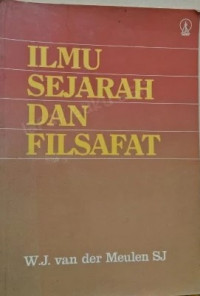 ILMU
SEJARAH
DAN
FILSAFAT
W.J. van der Meulen SJ